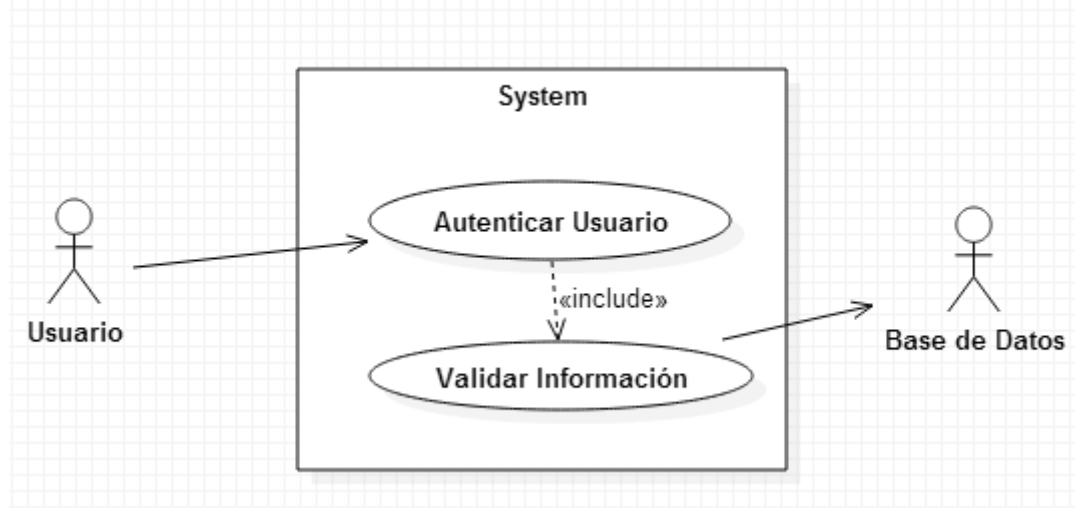 System
Autenticar Usuario
«include»
Usuario
Base de Datos
Validar Información